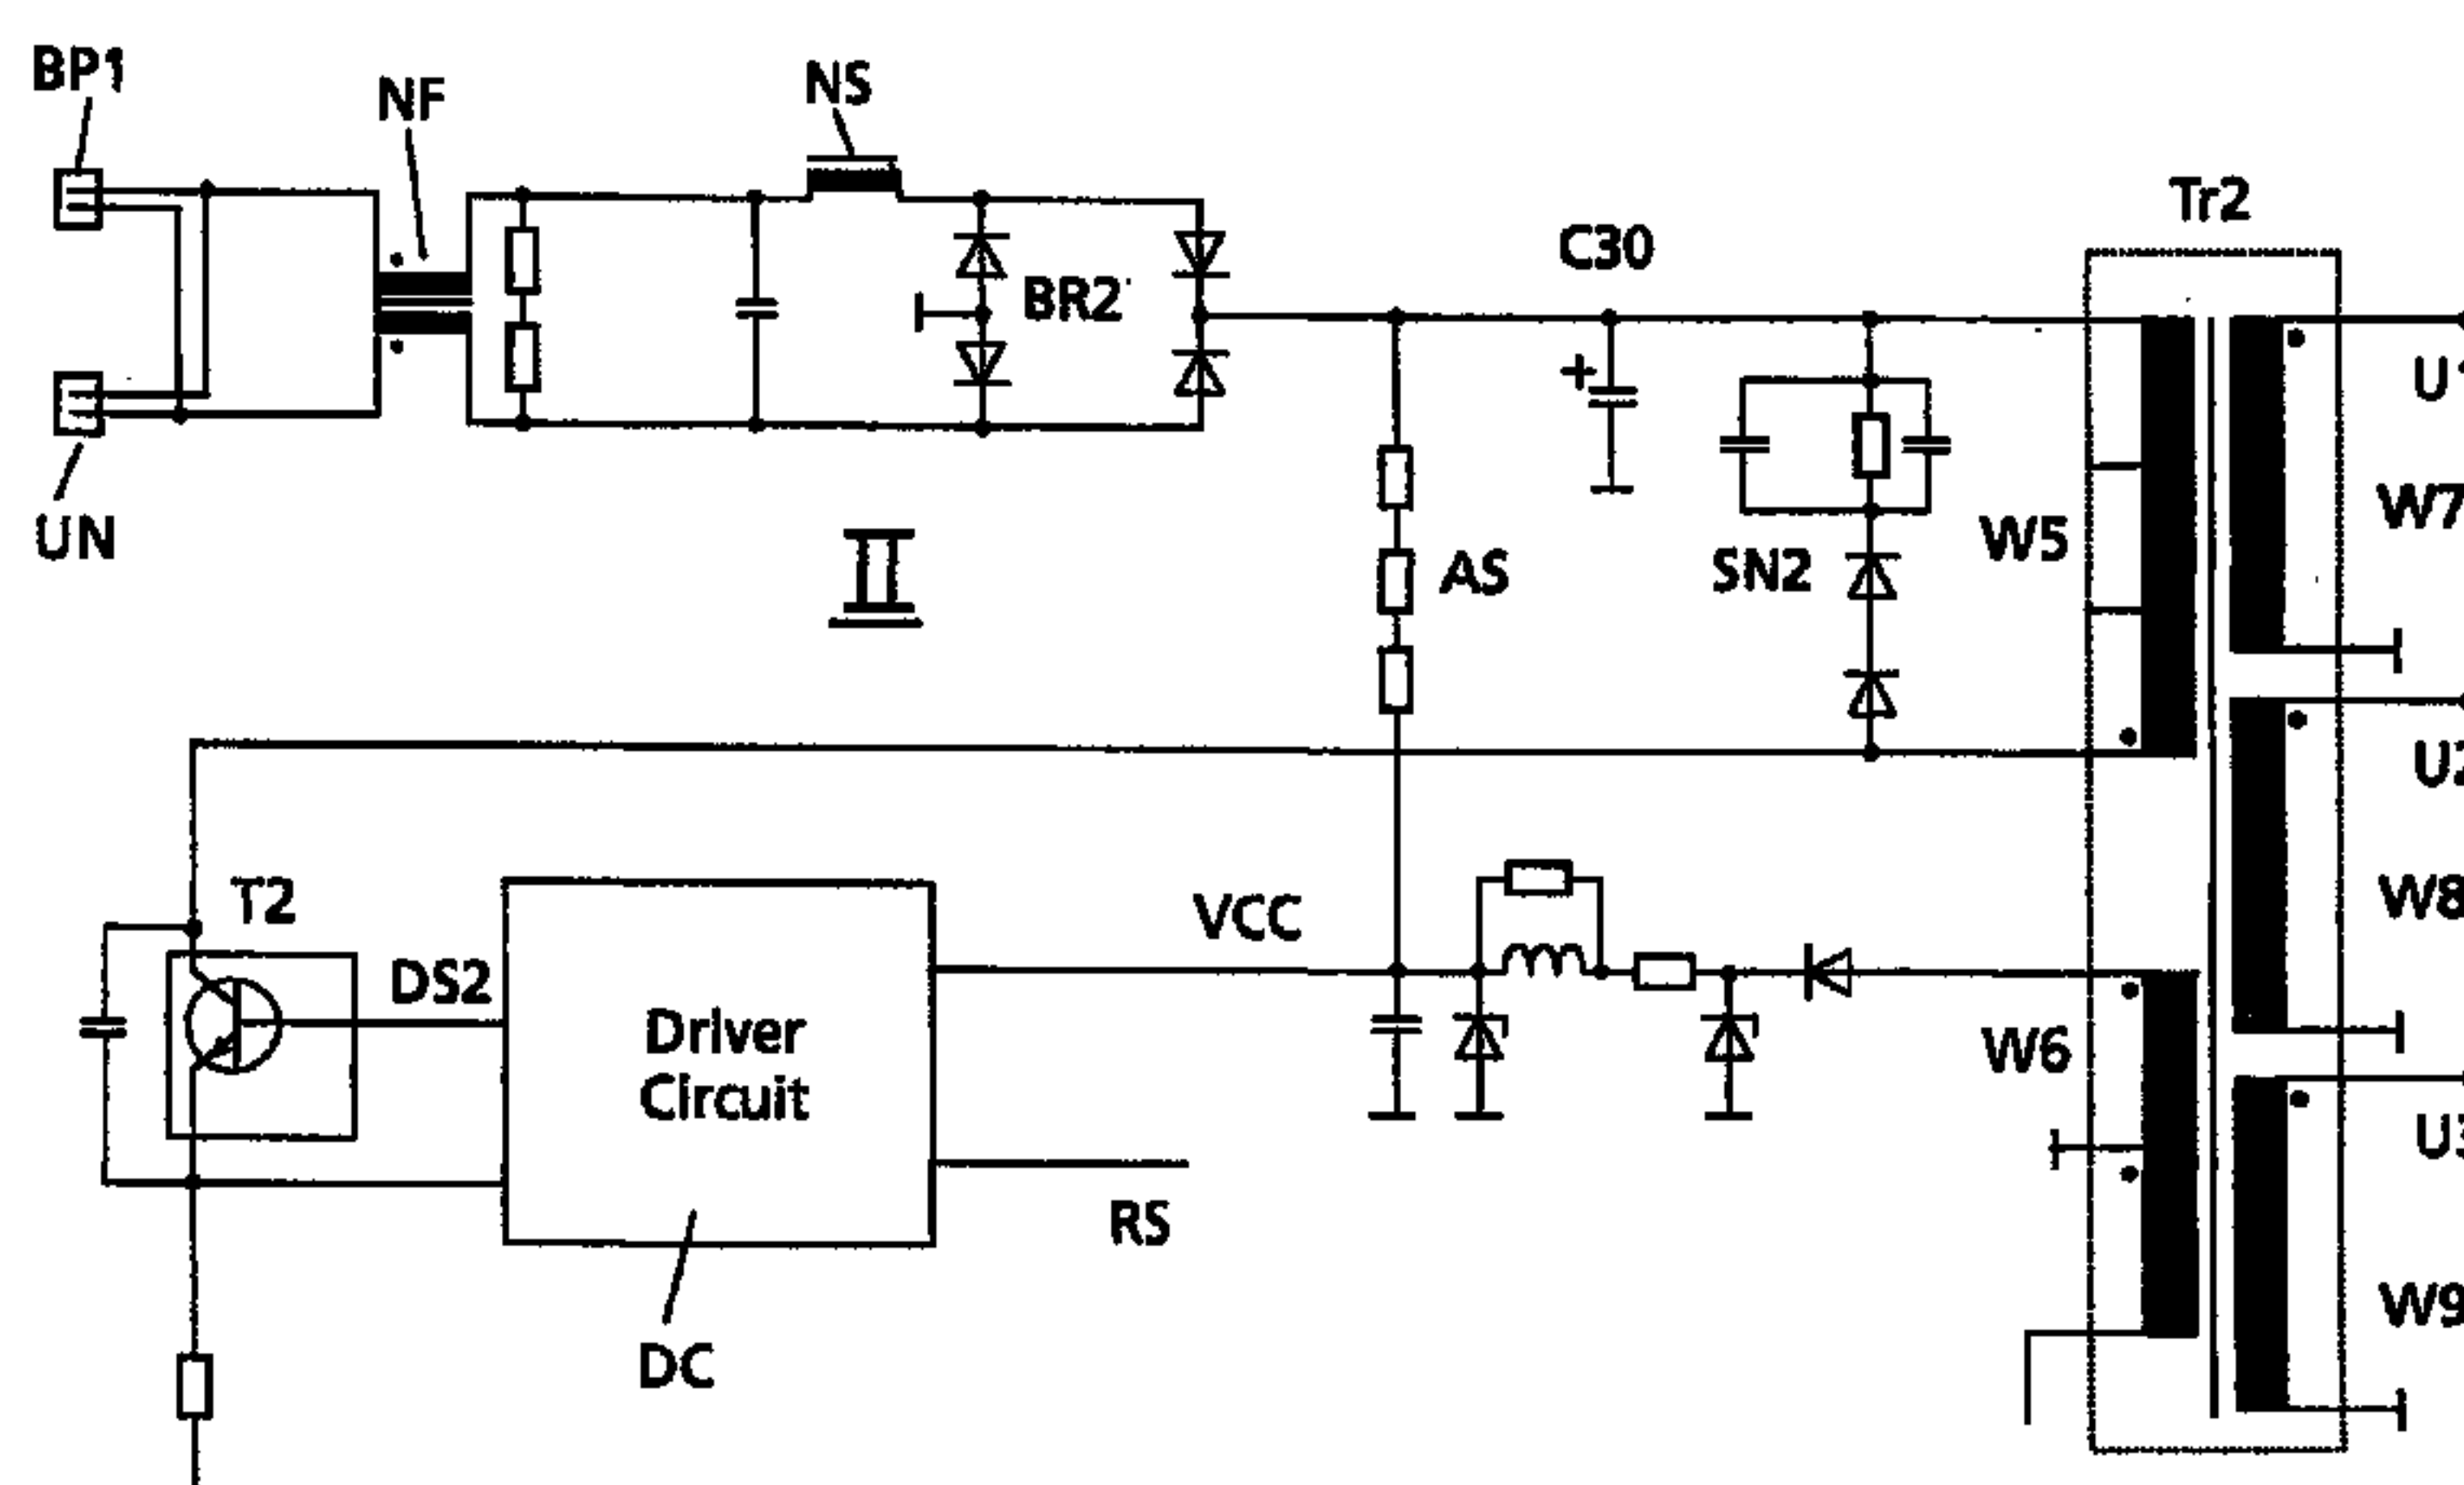 BP1
NF
NS
Tr2
C30
BR2
U
W7
UN
II
AS
SN2
W5
T2
DS2
VCC
W8
Driver
Circuit
W6
RS
DC
W9